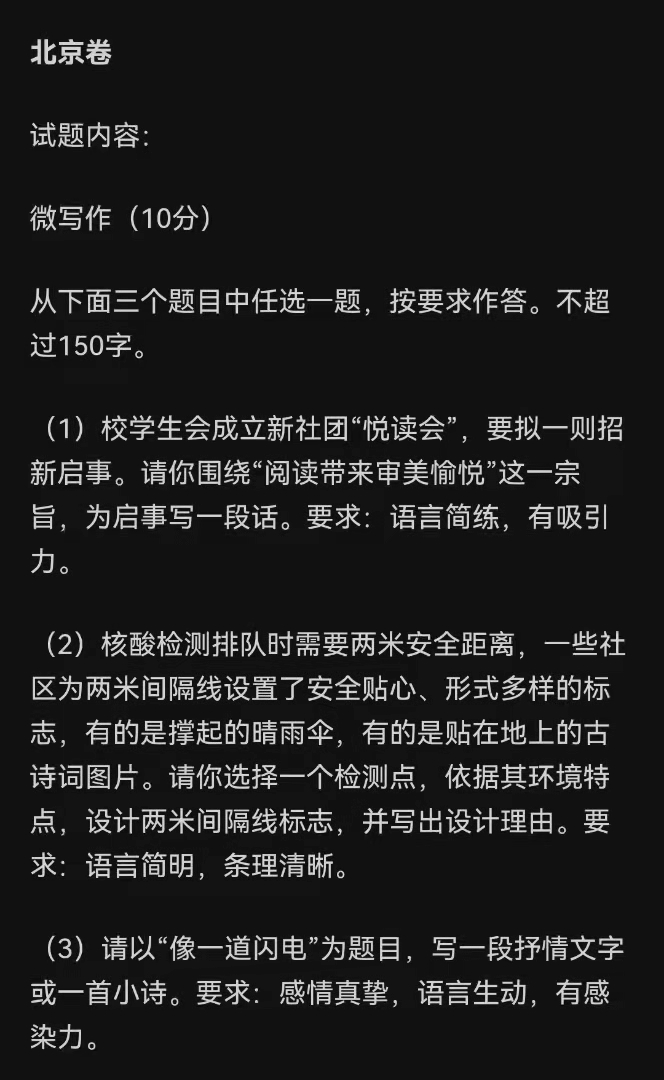 北京卷
试题内容：
微写作（10分）
从下面三个题目中任选一题，按要求作答。不超
过150字。
（1）校学生会成立新社团“悦读会”，要拟一则招
新启事。请你围绕“阅读带来审美愉悦”这一宗
旨，为启事写一段话。要求：语言简练，有吸引
力。
（2）核酸检测排队时需要两米安全距离，一些社
区为两米间隔线设置了安全贴心、形式多样的标
志，有的是撑起的晴雨伞，有的是贴在地上的古
诗词图片。请你选择一个检测点，依据其环境特
点，设计两米间隔线标志，并写出设计理由。要
求：语言简明，条理清晰。
（3）请以“像一道闪电”为题目，写一段抒情文字
或一首小诗。要求：感情真挚，语言生动，有感
染力。